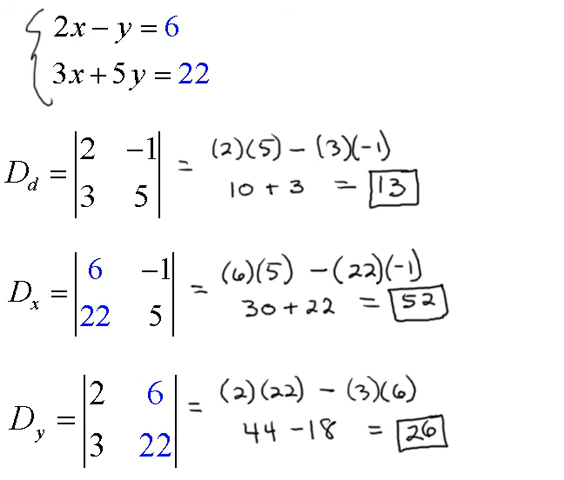 2x − y = 6
3x + 5y = 22
D_d = |2 −1| = (2)(5) − (3)(-1)
|3 5| 10 + 3 = 13
D_x = |6 −1| = (6)(5) − (22)(-1)
|22 5| 30 + 22 = 52
D_y = |2 6| = (2)(22) − (3)(6)
|3 22| 44 − 18 = 26